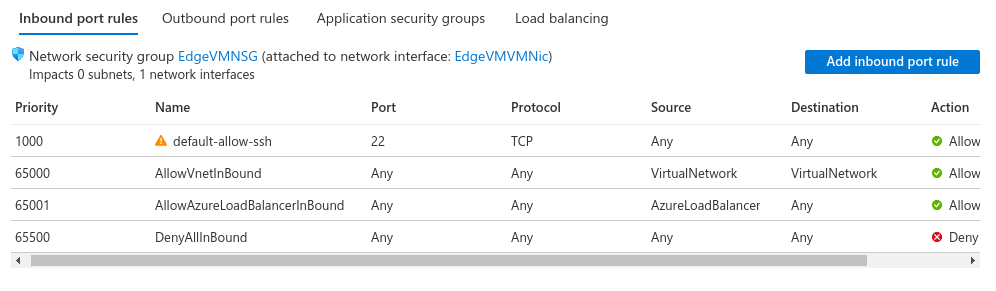 Inbound port rules Outbound port rules Application security groups Load balancing
Network security group EdgeVMNSG (attached to network interface: EdgeVMVMNic)
Impacts 0 subnets, 1 network interfaces
Add inbound port rule
Priority Name Port Protocol Source Destination Action
1000 default-allow-ssh 22 TCP Any Any Allow
65000 AllowVnetInBound Any Any VirtualNetwork VirtualNetwork Allow
65001 AllowAzureLoadBalancerInBound Any Any AzureLoadBalancer Any Allow
65500 DenyAllInBound Any Any Any Any Deny